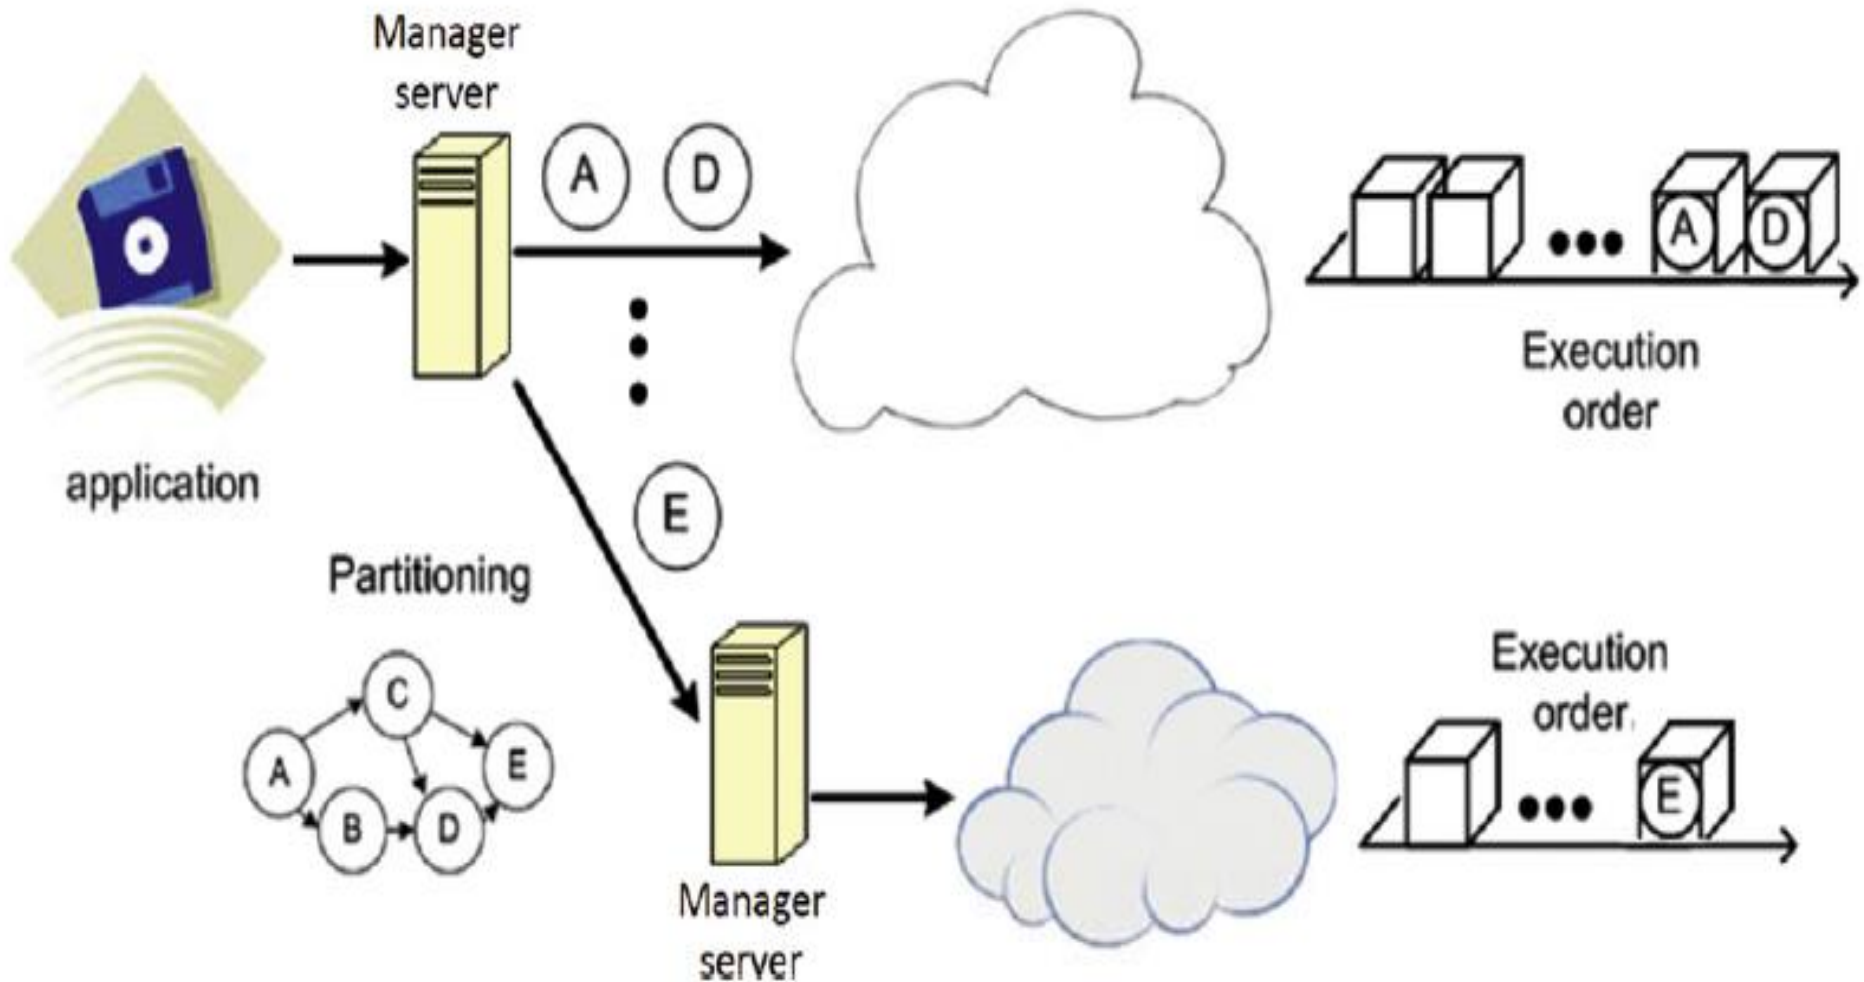 Manager
server
A D
A D
Execution
order
application
E
Partitioning
C
A
E
B
D
Execution
order
E
Manager
server